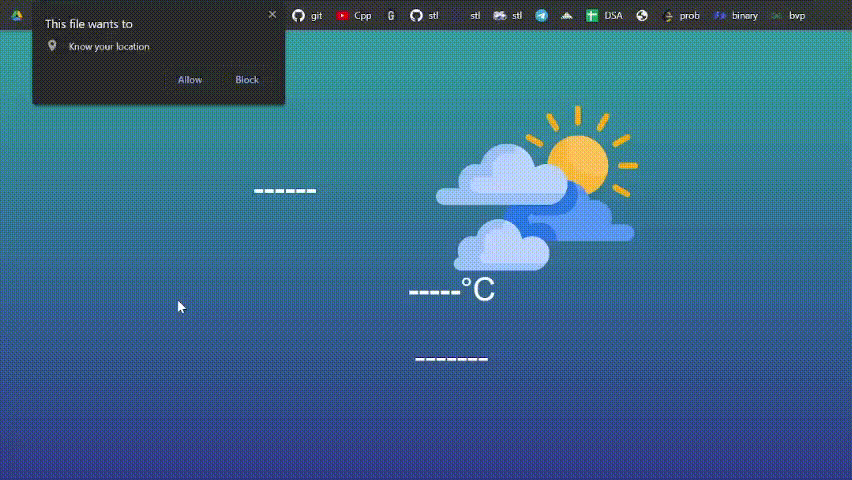 git Cpp G stl stl stl DSA prob binary bvp
This file wants to
Know your location
Allow Block
------
-----°C
-------